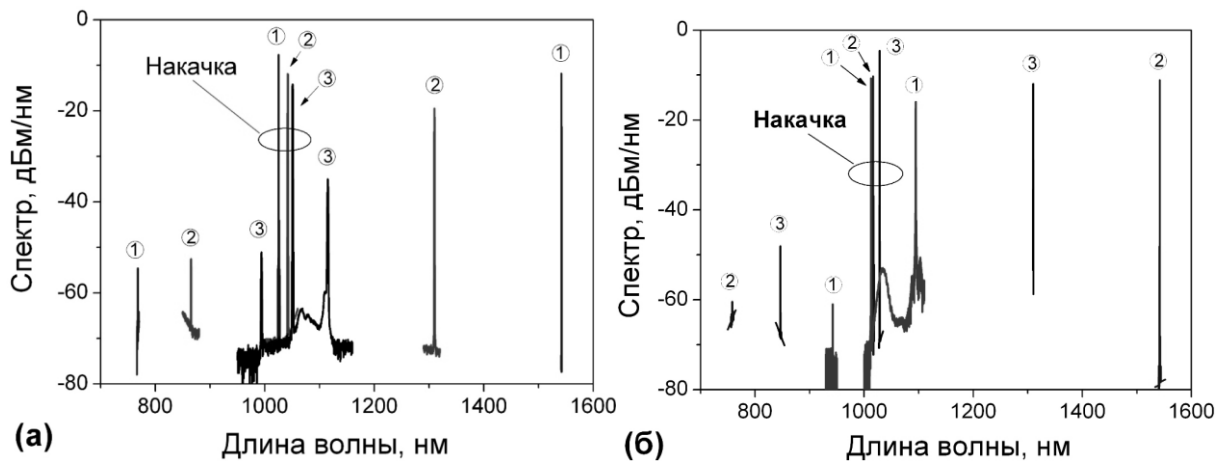 0
-20
-40
-60
-80
Спектр, дБм/нм
Накачка
① ② ③ ① ② ③ ① ② ③
800 1000 1200 1400 1600
Длина волны, нм
(а)
0
-20
-40
-60
-80
Спектр, дБм/нм
Накачка
① ② ③ ③ ② ① ③ ② ①
800 1000 1200 1400 1600
Длина волны, нм
(б)